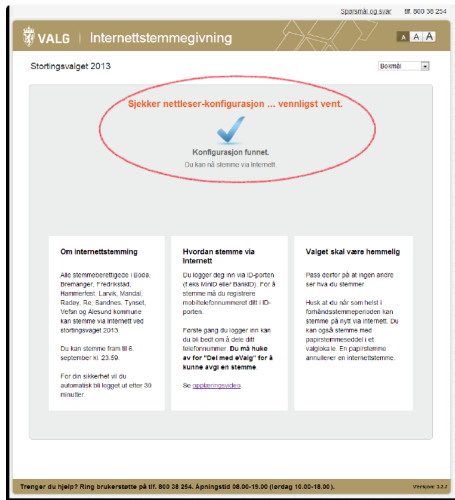 Spørsmål og svar tlf. 800 38 254
VALG | Internettstemmegivning
A A A
Stortingsvalget 2013
Bokmål
Sjekker nettleser-konfigurasjon ... vennligst vent.
Konfigurasjon funnet.
Du kan nå stemme via Internett.
Om internettstemming
Alle stemmeberettigede i Bodø,
Bremanger, Fredrikstad,
Hammerfest, Larvik, Mandal,
Radøy, Re, Sandnes, Tynset,
Vefsn og Ålesund kommune
kan stemme via Internett ved
stortingsvalget 2013.
Du kan stemme fram til 6.
september kl. 23.59.
For din sikkerhet vil du
automatisk bli logget ut etter 30
minutter.
Hvordan stemme via
Internett
Du logger deg inn via ID-porten
(f.eks MinID eller BankID). For å
stemme må du registrere
mobiltelefonnummeret ditt i ID-
porten.
Første gang du logger inn kan
du bli bedt om å dele ditt
telefonnummer. Du må huke
av for "Del med eValg" for å
kunne avgi en stemme.
Se opplæringsvideo
Valget skal være hemmelig
Pass derfor på at ingen andre
ser hva du stemmer.
Husk at du når som helst i
forhåndsstemmeperioden kan
stemme på nytt via Internett. Du
kan også stemme med
papirstemmeseddel i et
valglokale. En papirstemme
annullerer en internettstemme.
Trenger du hjelp? Ring brukerstøtte på tlf. 800 38 254. Åpningstid 08.00-19.00 (lørdag 10.00-18.00).